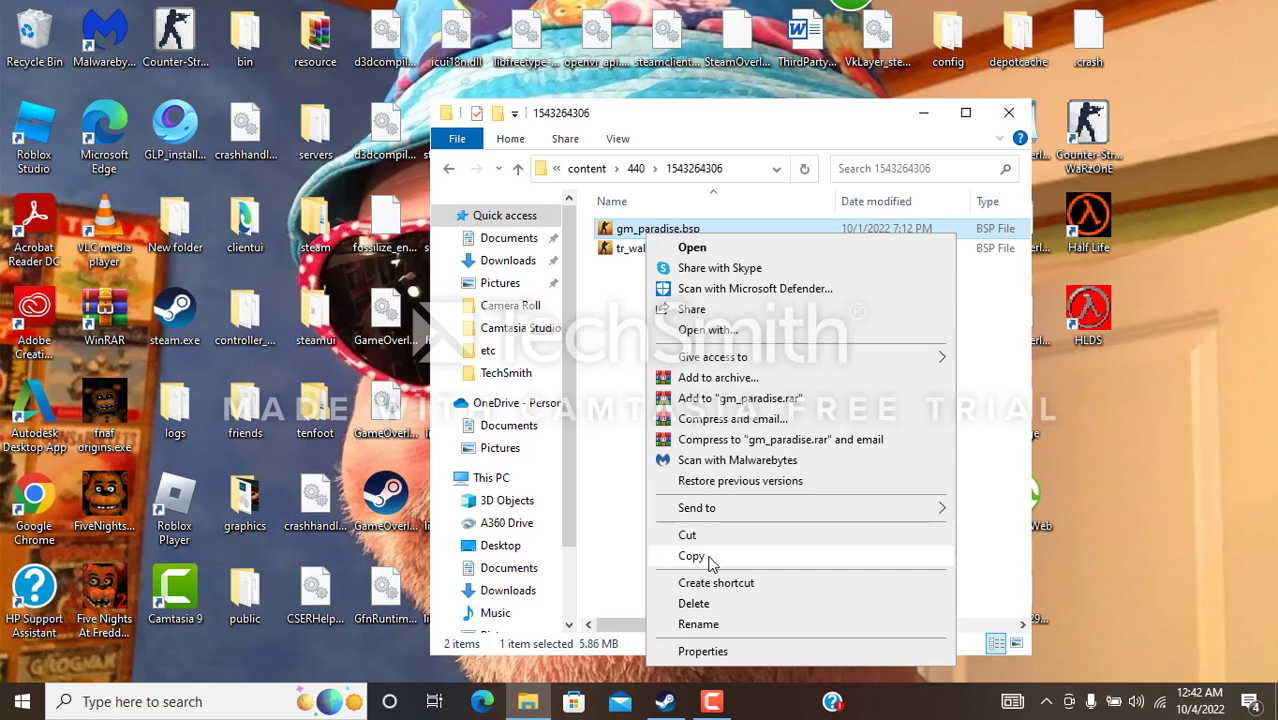 Recycle Bin
Malwareby...
Counter-Str...
bin
resource
d3dcompil...
icui18n.dll
libfreetype-...
openvr_api...
steamclient...
SteamOverl...
ThirdParty...
VkLayer_ste...
config
depotcache
.crash
Roblox Studio
Microsoft Edge
GLP_install...
crashhandl...
servers
d3dcompil...
Counter-Str... WaRzOnE
Acrobat Reader DC
VLC media player
New folder
clientui
steam
fossilize_en...
Half Life
Adobe Creati...
WinRAR
steam.exe
controller_...
steamui
GameOverl...
HLDS
Autodesk Desktop App
fnaf origins.exe
logs
friends
tenfoot
GameOverl...
Google Chrome
FiveNights...
Roblox Player
graphics
crashhandl...
GameOverl...
HP Support Assistant
Five Nights At Fredd...
Camtasia 9
public
CSERHelp...
GfnRuntim...
1543264306
File
Home
Share
View
content
440
1543264306
Search 1543264306
Name
Date modified
Type
Quick access
Documents
Downloads
Pictures
Camera Roll
Camtasia Studio
etc
TechSmith
OneDrive - Person
Documents
Pictures
This PC
3D Objects
A360 Drive
Desktop
Documents
Downloads
Music
gm_paradise.bsp
10/1/2022 7:12 PM
BSP File
tr_wal
BSP File
Open
Share with Skype
Scan with Microsoft Defender...
Share
Open with...
Give access to
Add to archive...
Add to "gm_paradise.rar"
Compress and email...
Compress to "gm_paradise.rar" and email
Scan with Malwarebytes
Restore previous versions
Send to
Cut
Copy
Create shortcut
Delete
Rename
Properties
2 items
1 item selected 5.86 MB
TechSmith®
MADE WITH CAMTASIA FREE TRIAL
Type here to search
12:42 AM
10/4/2022
4